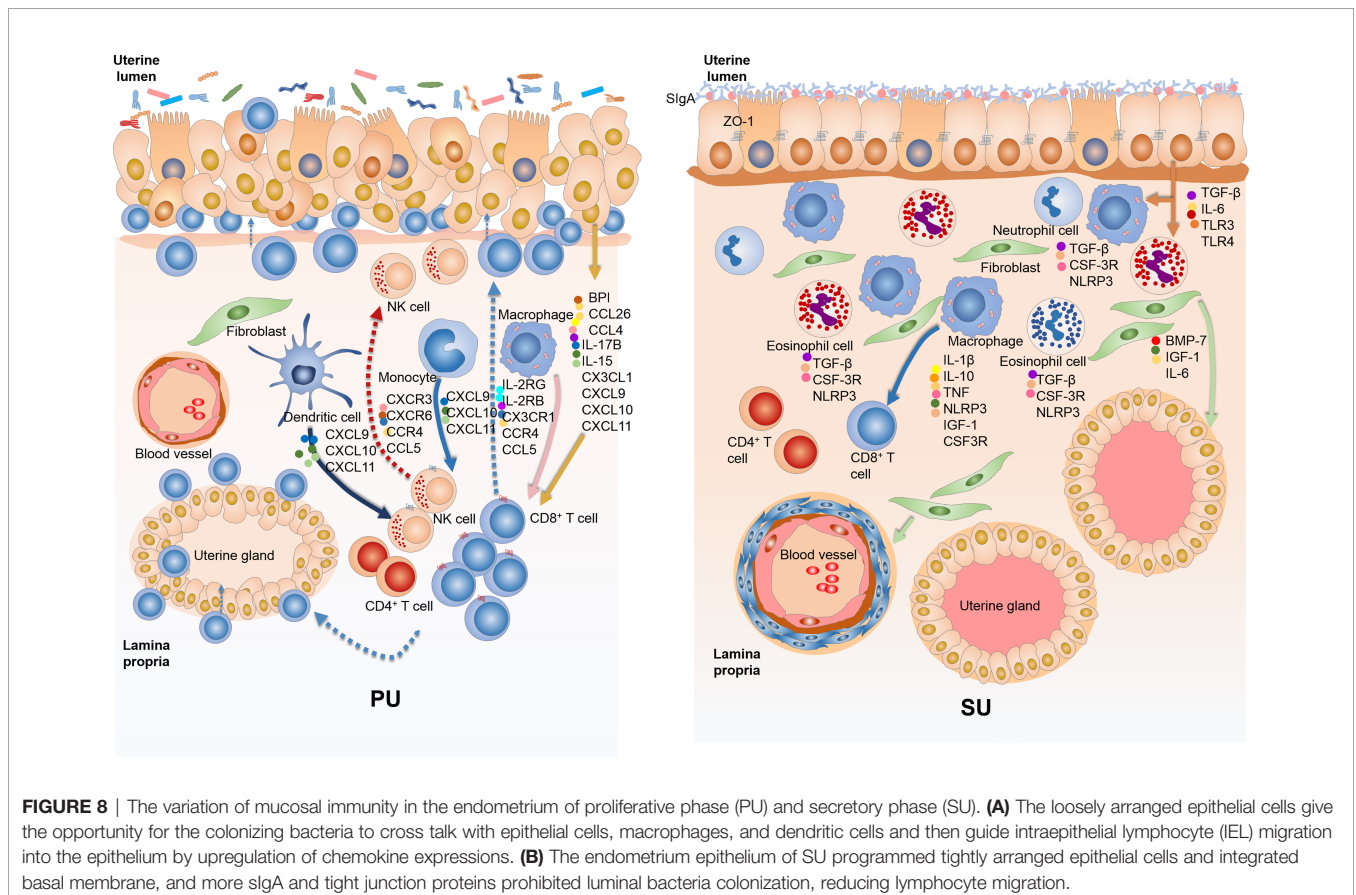 Uterine
lumen
NK cell
Fibroblast
Macrophage
BPI
CCL26
CCL4
IL-17B
IL-15
CX3CL1
CXCL9
CXCL10
CXCL11
Monocyte
CXCR3
CXCR6
CCR4
CCL5
CXCL9
CXCL10
CXCL11
IL-2RG
IL-2RB
CX3CR1
CCR4
CCL5
Dendritic cell
CXCL9
CXCL10
CXCL11
Blood vessel
NK cell
CD8⁺ T cell
Uterine gland
CD4⁺ T cell
Lamina
propria
PU
Uterine
lumen
SIgA
ZO-1
TGF-β
IL-6
TLR3
TLR4
Neutrophil cell
TGF-β
CSF-3R
NLRP3
Fibroblast
Eosinophil cell
TGF-β
CSF-3R
NLRP3
Macrophage
IL-1β
IL-10
TNF
NLRP3
IGF-1
CSF3R
Eosinophil cell
TGF-β
CSF-3R
NLRP3
BMP-7
IGF-1
IL-6
CD4⁺ T
cell
CD8⁺ T
cell
Blood vessel
Uterine gland
Lamina
propria
SU
FIGURE 8 | The variation of mucosal immunity in the endometrium of proliferative phase (PU) and secretory phase (SU). (A) The loosely arranged epithelial cells give
the opportunity for the colonizing bacteria to cross talk with epithelial cells, macrophages, and dendritic cells and then guide intraepithelial lymphocyte (IEL) migration
into the epithelium by upregulation of chemokine expressions. (B) The endometrium epithelium of SU programmed tightly arranged epithelial cells and integrated
basal membrane, and more sIgA and tight junction proteins prohibited luminal bacteria colonization, reducing lymphocyte migration.